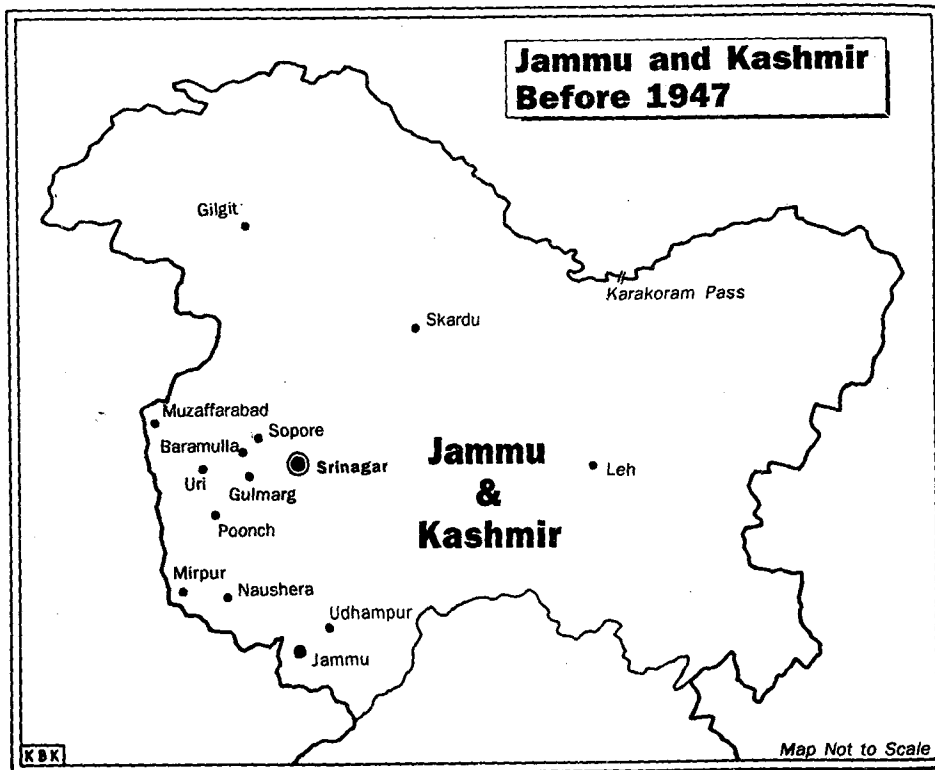 Jammu and Kashmir
Before 1947
Gilgit
Karakoram Pass
Skardu
Muzaffarabad
Sopore
Baramulla
Srinagar
Uri
Gulmarg
Poonch
Jammu
&
Kashmir
Leh
Mirpur
Naushera
Udhampur
Jammu
KBK
Map Not to Scale